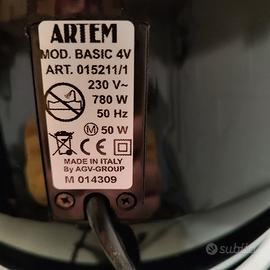 ARTEM
MOD. BASIC 4V
ART. 015211/1
230 V~
780 W
50 Hz
M 50 W
CE
MADE IN ITALY
By AGV-GROUP
M 014309
subito